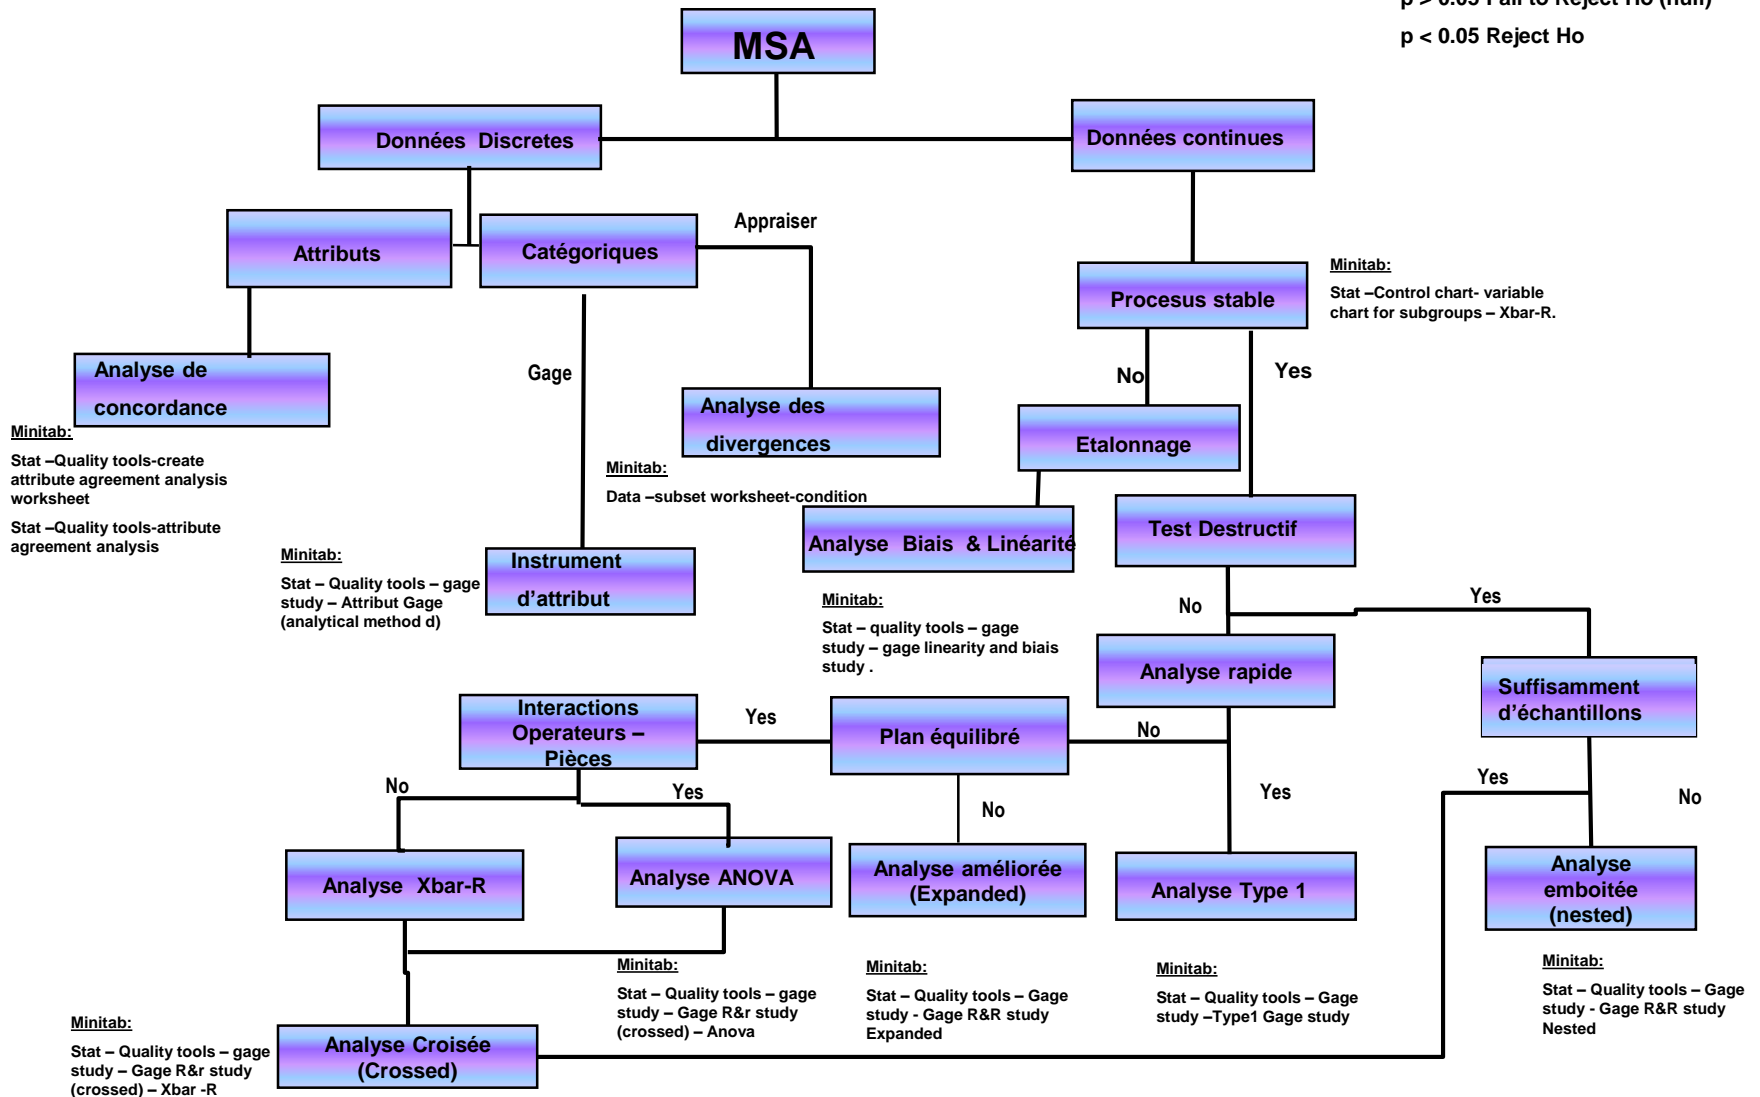 p > 0.05 Fail to Reject Ho (null)
p < 0.05 Reject Ho
MSA
Données Discretes
Données continues
Attributs
Catégoriques
Appraiser
Procesus stable
Minitab:
Stat –Control chart- variable
chart for subgroups – Xbar-R.
Analyse de
concordance
Gage
Analyse des
divergences
No
Yes
Etalonnage
Minitab:
Stat –Quality tools-create
attribute agreement analysis
worksheet
Stat –Quality tools-attribute
agreement analysis
Minitab:
Data –subset worksheet-condition
Analyse Biais & Linéarité
Test Destructif
Minitab:
Stat – Quality tools – gage
study – Attribut Gage
(analytical method d)
Instrument
d'attribut
Minitab:
Stat – quality tools – gage
study – gage linearity and biais
study .
No
Yes
Analyse rapide
Suffisamment
d'échantillons
Interactions
Operateurs –
Pièces
Yes
Plan équilibré
No
No
Yes
No
Yes
Yes
No
Analyse Xbar-R
Analyse ANOVA
Analyse améliorée
(Expanded)
Analyse Type 1
Analyse
emboitée
(nested)
Minitab:
Stat – Quality tools – gage
study – Gage R&r study
(crossed) – Anova
Minitab:
Stat – Quality tools – Gage
study - Gage R&R study
Expanded
Minitab:
Stat – Quality tools – Gage
study –Type1 Gage study
Minitab:
Stat – Quality tools – Gage
study - Gage R&R study
Nested
Minitab:
Stat – Quality tools – gage
study – Gage R&r study
(crossed) – Xbar -R
Analyse Croisée
(Crossed)